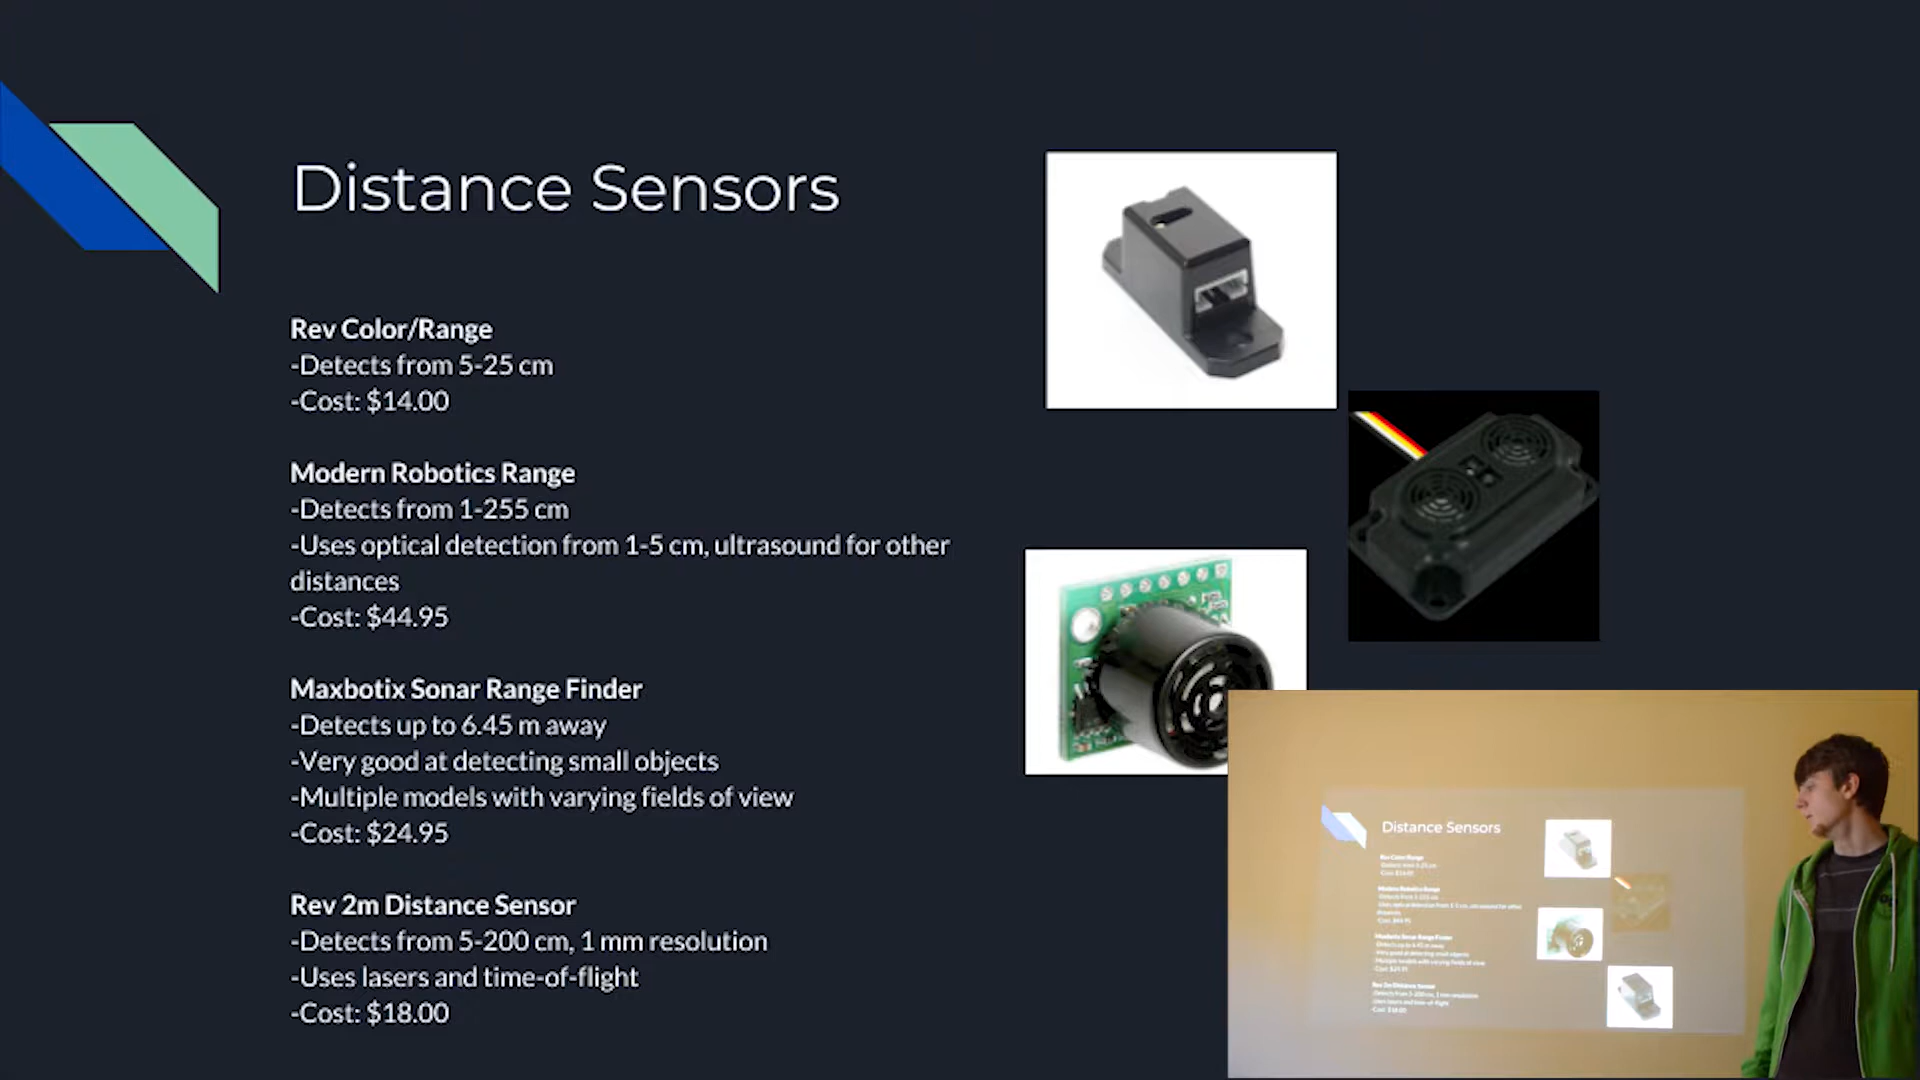 Distance Sensors
Rev Color/Range
-Detects from 5-25 cm
-Cost: $14.00
Modern Robotics Range
-Detects from 1-255 cm
-Uses optical detection from 1-5 cm, ultrasound for other
distances
-Cost: $44.95
Maxbotix Sonar Range Finder
-Detects up to 6.45 m away
-Very good at detecting small objects
-Multiple models with varying fields of view
-Cost: $24.95
Rev 2m Distance Sensor
-Detects from 5-200 cm, 1 mm resolution
-Uses lasers and time-of-flight
-Cost: $18.00
Distance Sensors